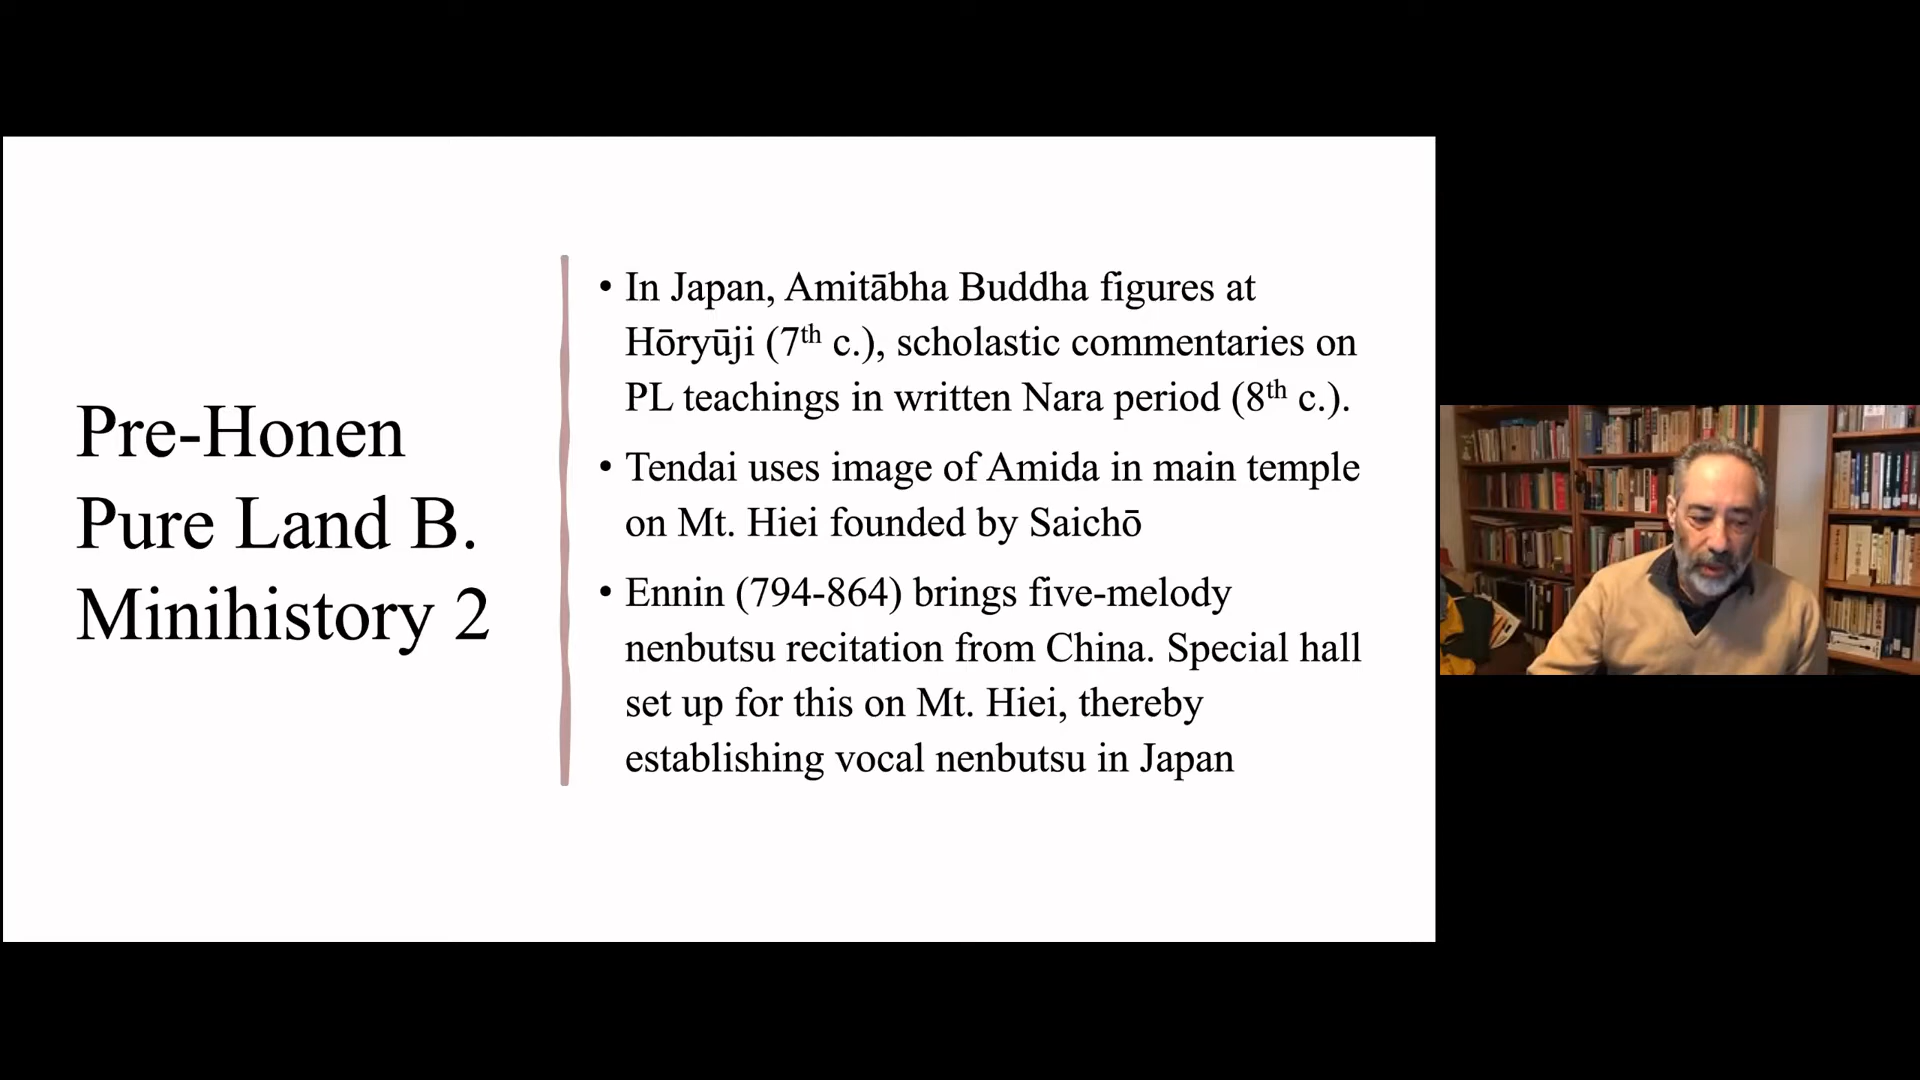 Pre-Honen
Pure Land B.
Minihistory 2
• In Japan, Amitābha Buddha figures at
Hōryūji (7th c.), scholastic commentaries on
PL teachings in written Nara period (8th c.).
• Tendai uses image of Amida in main temple
on Mt. Hiei founded by Saichō
• Ennin (794-864) brings five-melody
nenbutsu recitation from China. Special hall
set up for this on Mt. Hiei, thereby
establishing vocal nenbutsu in Japan